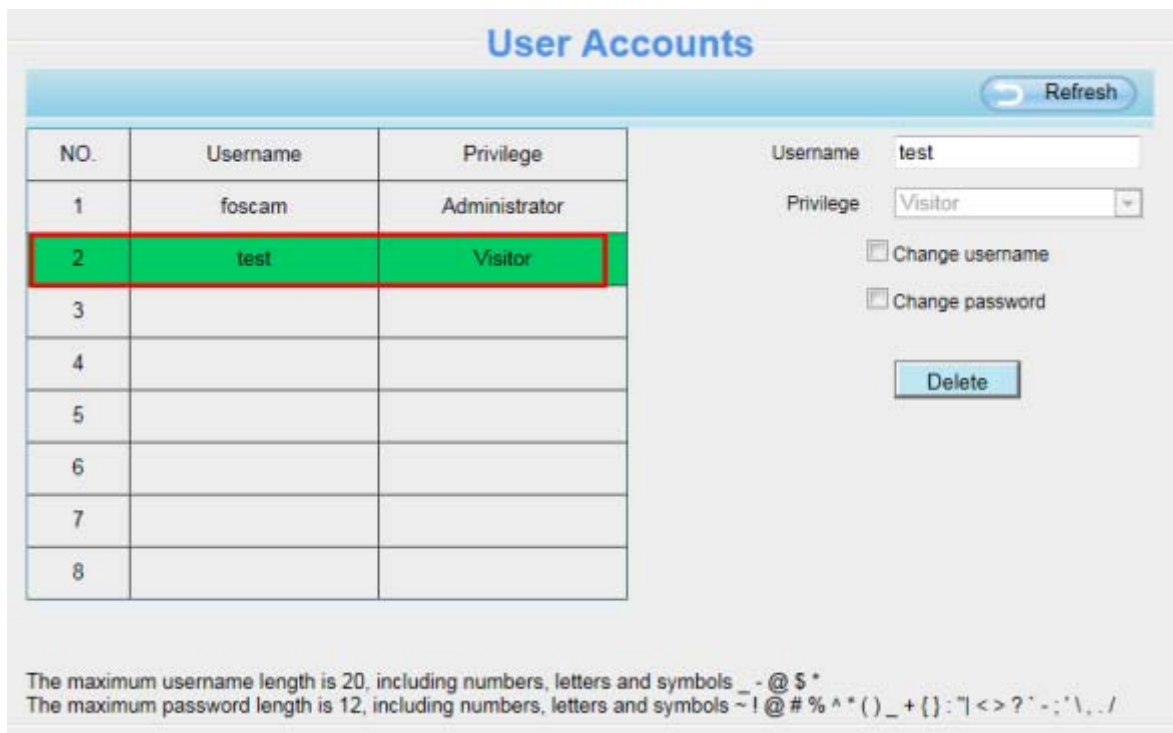 User Accounts
Refresh
NO. Username Privilege
1 foscam Administrator
2 test Visitor
3
4
5
6
7
8
Username test
Privilege Visitor
Change username
Change password
Delete
The maximum username length is 20, including numbers, letters and symbols _ - @ $ *
The maximum password length is 12, including numbers, letters and symbols ~ ! @ # % ^ * ( ) _ + { } : "| < > ? ` - ; ' \ , . /